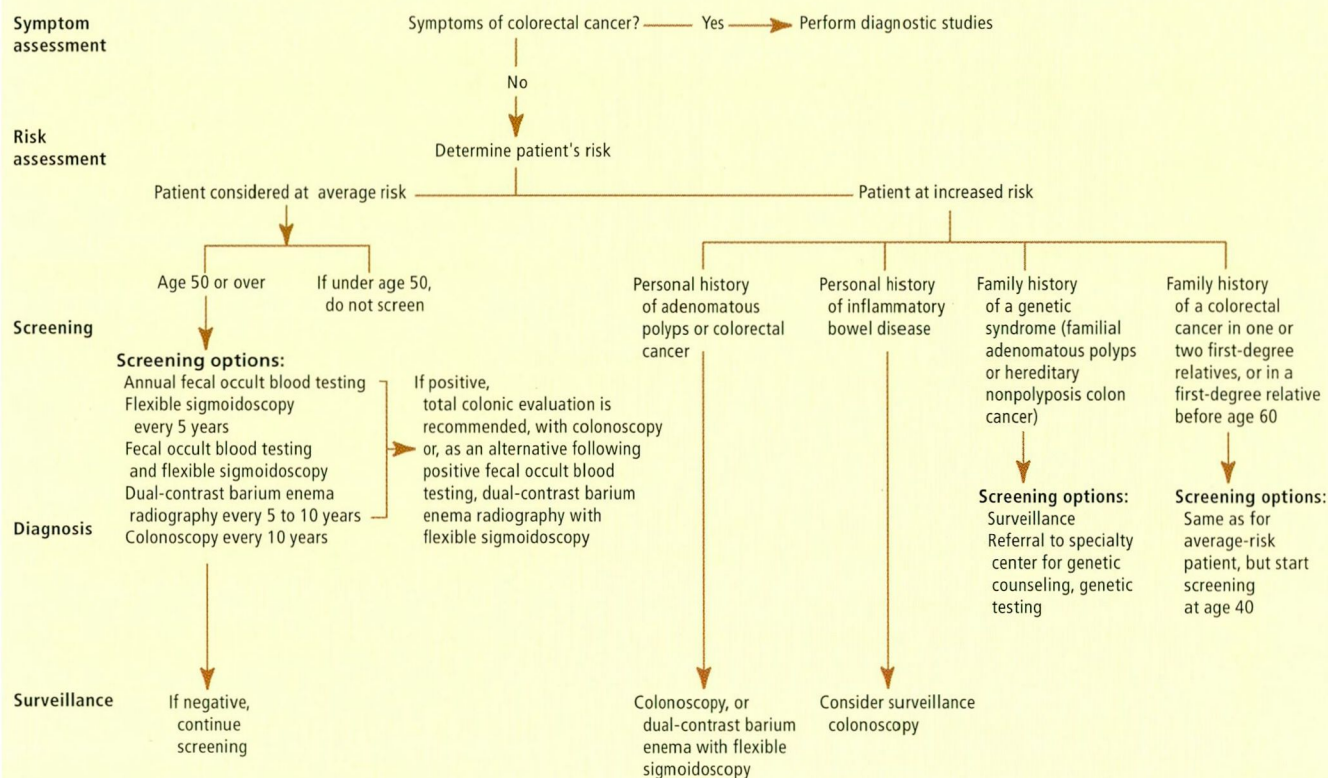 Symptom
assessment
Symptoms of colorectal cancer?
Yes
Perform diagnostic studies
No
Risk
assessment
Determine patient's risk
Patient considered at average risk
Patient at increased risk
Age 50 or over
If under age 50,
do not screen
Personal history
of adenomatous
polyps or colorectal
cancer
Personal history
of inflammatory
bowel disease
Family history
of a genetic
syndrome (familial
adenomatous polyps
or hereditary
nonpolyposis colon
cancer)
Family history
of a colorectal
cancer in one or
two first-degree
relatives, or in a
first-degree relative
before age 60
Screening
Screening options:
Annual fecal occult blood testing
Flexible sigmoidoscopy
every 5 years
Fecal occult blood testing
and flexible sigmoidoscopy
Dual-contrast barium enema
radiography every 5 to 10 years
Colonoscopy every 10 years
If positive,
total colonic evaluation is
recommended, with colonoscopy
or, as an alternative following
positive fecal occult blood
testing, dual-contrast barium
enema radiography with
flexible sigmoidoscopy
Screening options:
Surveillance
Referral to specialty
center for genetic
counseling, genetic
testing
Screening options:
Same as for
average-risk
patient, but start
screening
at age 40
Diagnosis
Surveillance
If negative,
continue
screening
Colonoscopy, or
dual-contrast barium
enema with flexible
sigmoidoscopy
Consider surveillance
colonoscopy